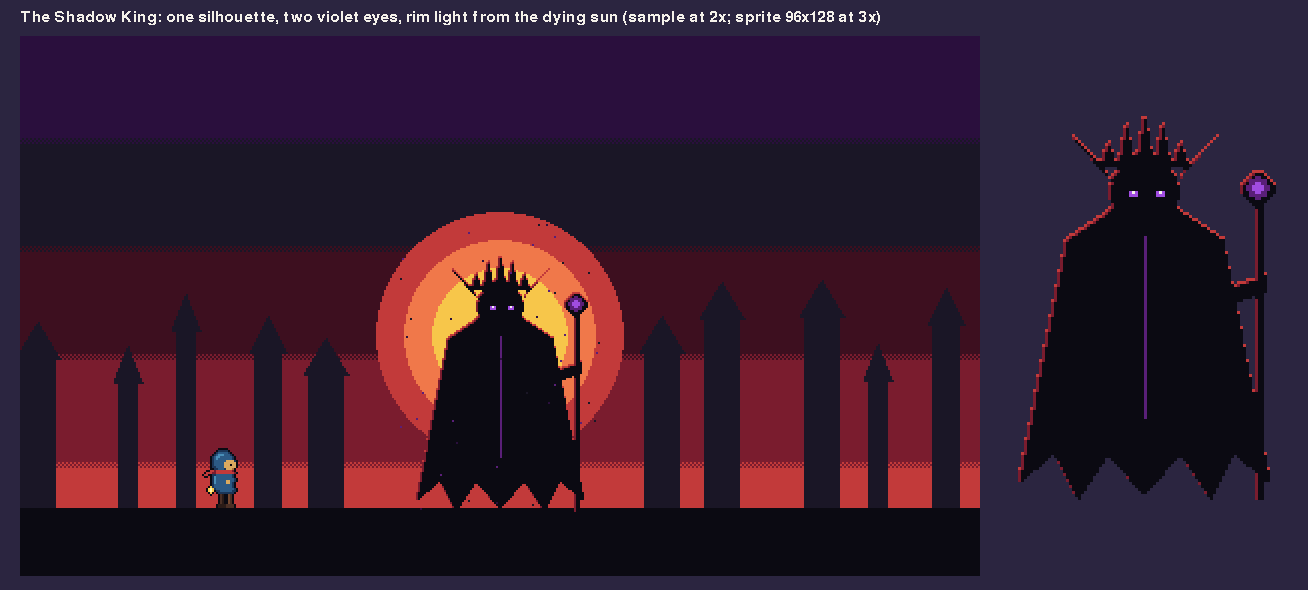 The Shadow King: one silhouette, two violet eyes, rim light from the dying sun (sample at 2x; sprite 96x128 at 3x)